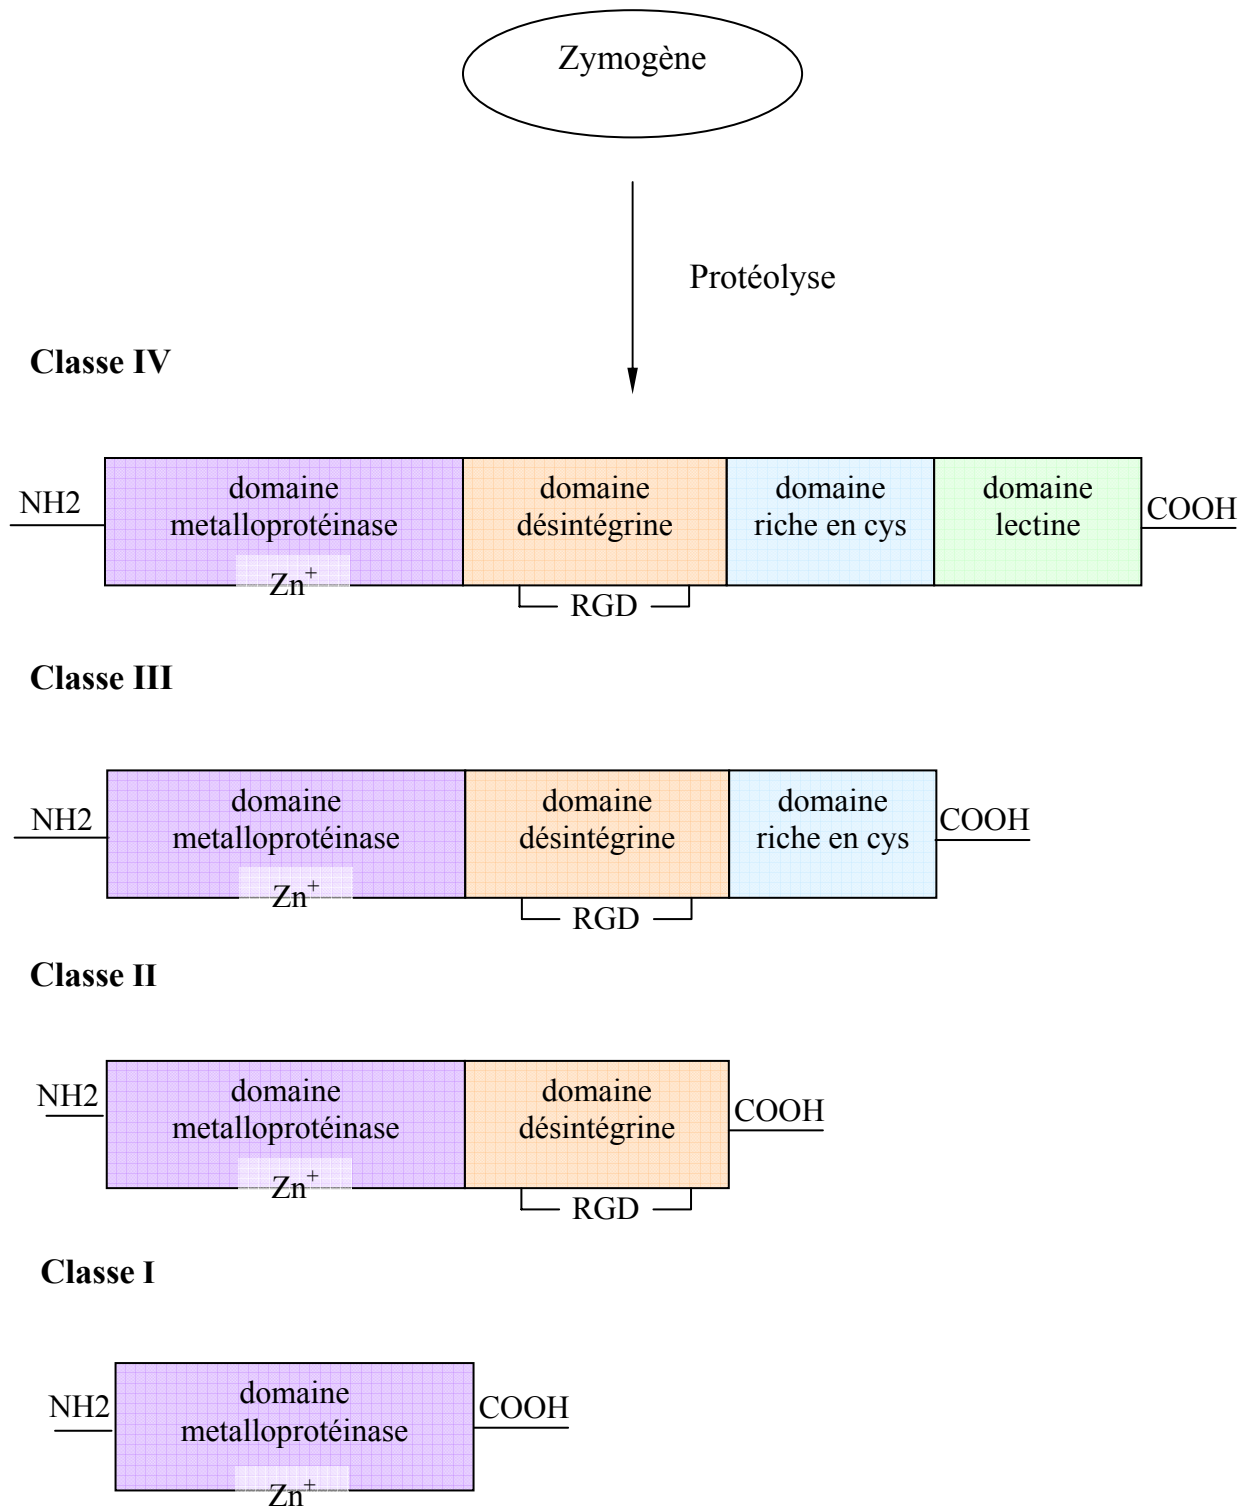 Zymogène
Protéolyse
Classe IV
NH2
domaine
metalloprotéinase
Zn⁺
domaine
désintégrine
RGD
domaine
riche en cys
domaine
lectine
COOH
Classe III
NH2
domaine
metalloprotéinase
Zn⁺
domaine
désintégrine
RGD
domaine
riche en cys
COOH
Classe II
NH2
domaine
metalloprotéinase
Zn⁺
domaine
désintégrine
RGD
COOH
Classe I
NH2
domaine
metalloprotéinase
Zn⁺
COOH